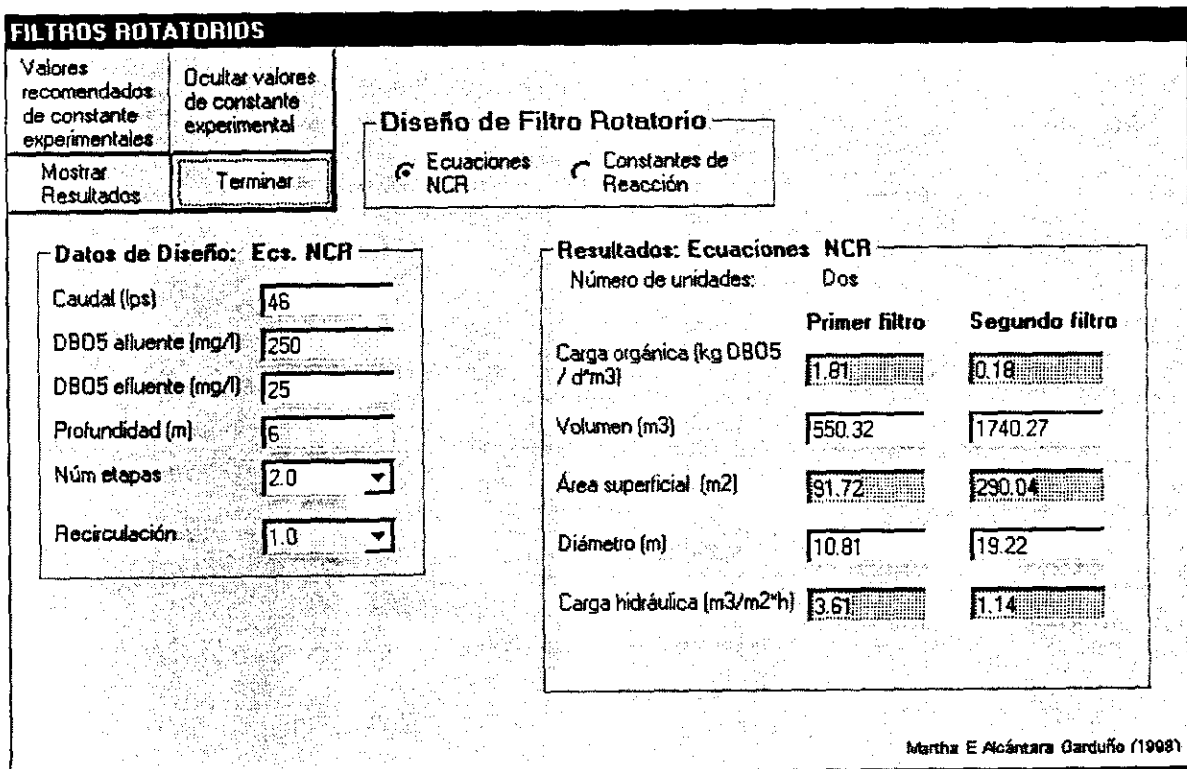 FILTROS ROTATORIOS
Valores
recomendados
de constante
experimentales
Ocultar valores
de constante
experimental
Mostrar
Resultados
Terminar
Diseño de Filtro Rotatorio
Ecuaciones
NCR
Constantes de
Reacción
Datos de Diseño: Ecs. NCR
Caudal (lps) 46
DBO5 afluente (mg/l) 250
DBO5 efluente (mg/l) 25
Profundidad (m) 6
Núm etapas 2.0
Recirculación 1.0
Resultados: Ecuaciones NCR
Número de unidades: Dos
Primer filtro Segundo filtro
Carga orgánica (kg DBO5
/ d*m3) 1.81 0.18
Volumen (m3) 550.32 1740.27
Área superficial (m2) 91.72 290.04
Diámetro (m) 10.81 19.22
Carga hidráulica (m3/m2*h) 3.61 1.14
Martha E Alcántara Garduño (1998)